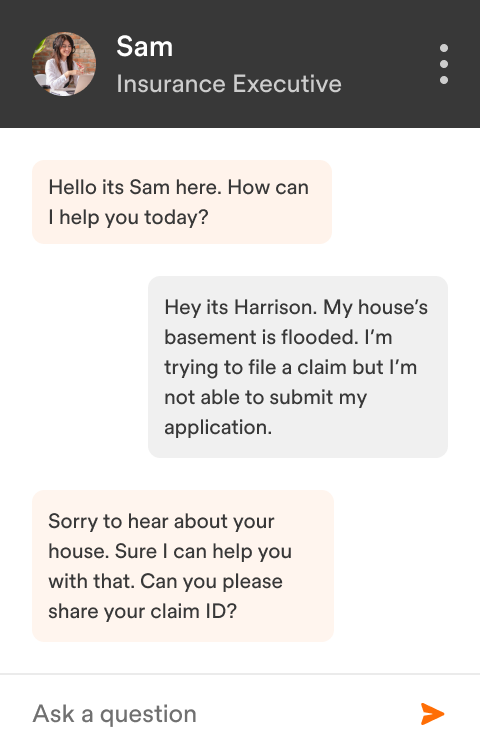 Sam
Insurance Executive
Hello its Sam here. How can
I help you today?
Hey its Harrison. My house’s
basement is flooded. I’m
trying to file a claim but I’m
not able to submit my
application.
Sorry to hear about your
house. Sure I can help you
with that. Can you please
share your claim ID?
Ask a question